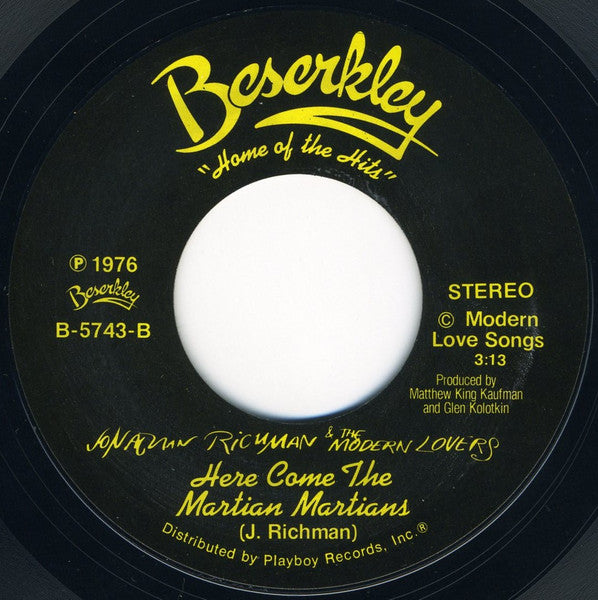 Beserkley
"Home of the Hits"
℗ 1976
Beserkley
B-5743-B
STEREO
© Modern
Love Songs
3:13
Produced by
Matthew King Kaufman
and Glen Kolotkin
JONATHAN RICHMAN & THE MODERN LOVERS
Here Come The
Martian Martians
(J. Richman)
Distributed by Playboy Records, Inc.®